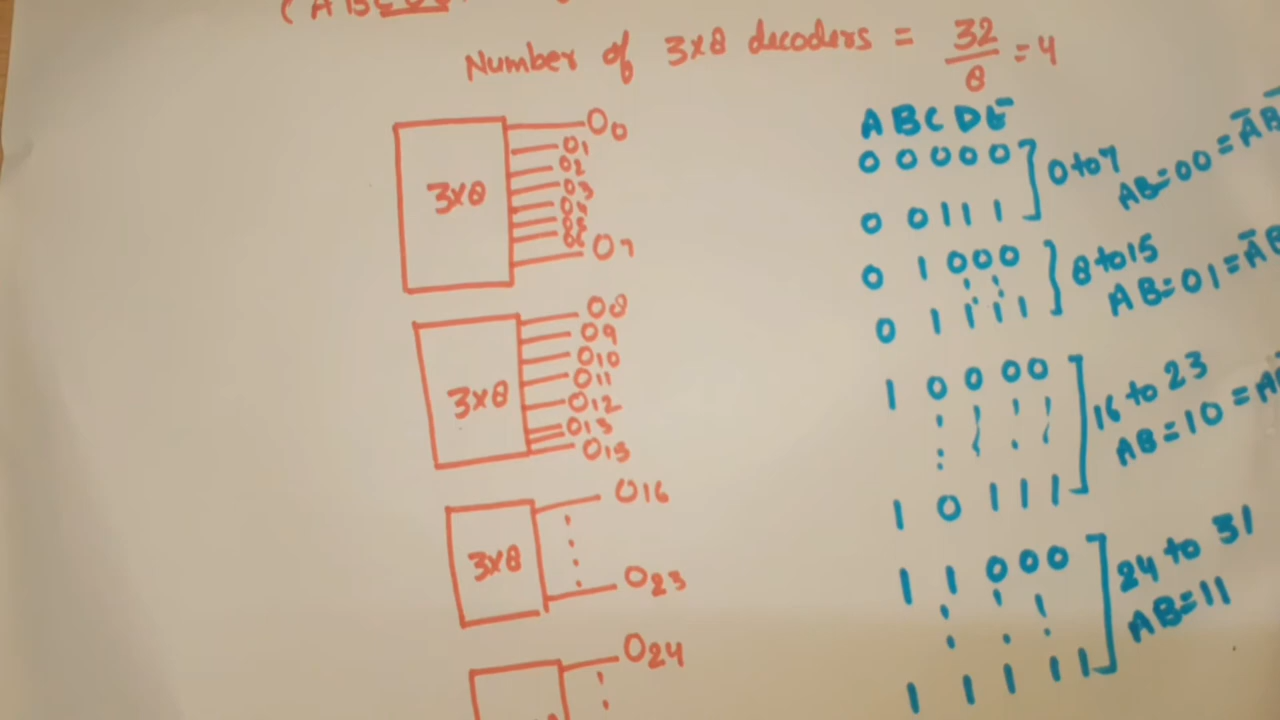 (ABCDE
Number of 3x8 decoders = 32/8 = 4
3x8
O0
O1
O2
O3
O4
O5
O6
O7
3x8
O8
O9
O10
O11
O12
O13
O15
3x8
O16
O23
O24
A B C D E
0 0 0 0 0
0 0 1 1 1
0 to 7
AB=00 = A̅B̅
0 1 0 0 0
0 1 1 1 1
8 to 15
AB=01 = A̅B
1 0 0 0 0
1 0 1 1 1
16 to 23
AB=10 = A
1 1 0 0 0
1 1 1 1 1
24 to 31
AB=11